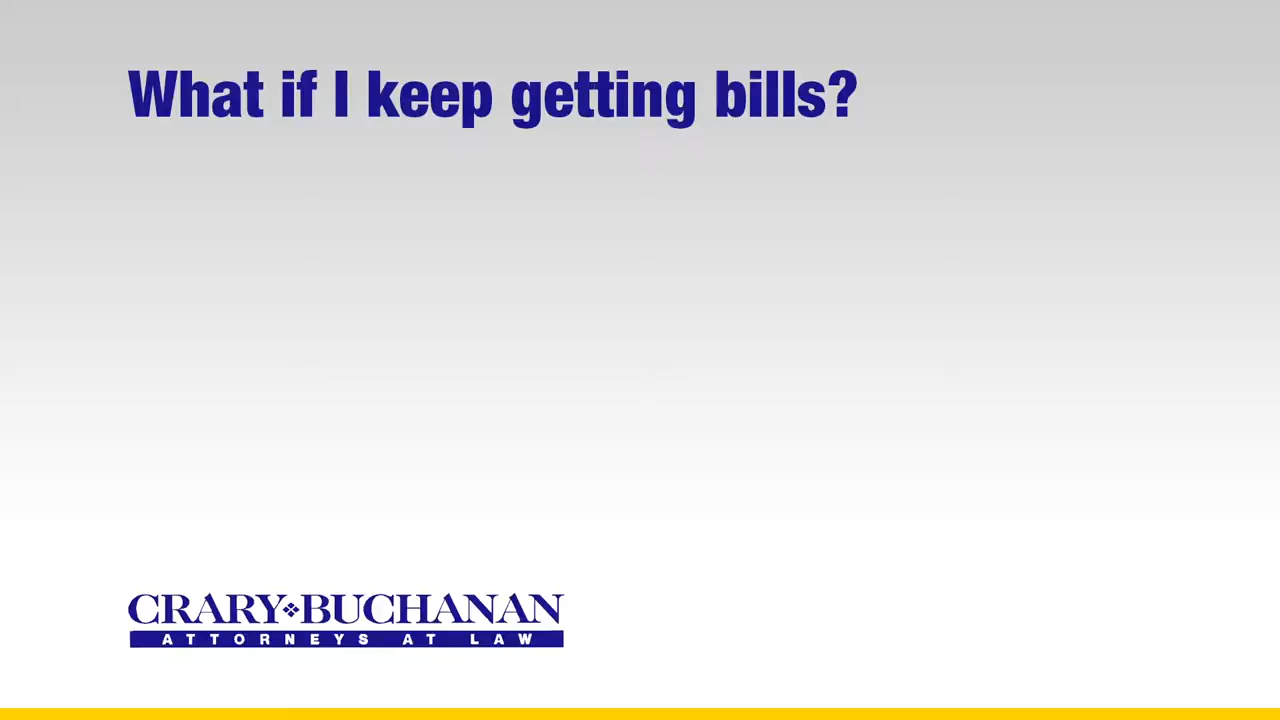 What if I keep getting bills?
CRARY❖BUCHANAN
ATTORNEYS AT LAW